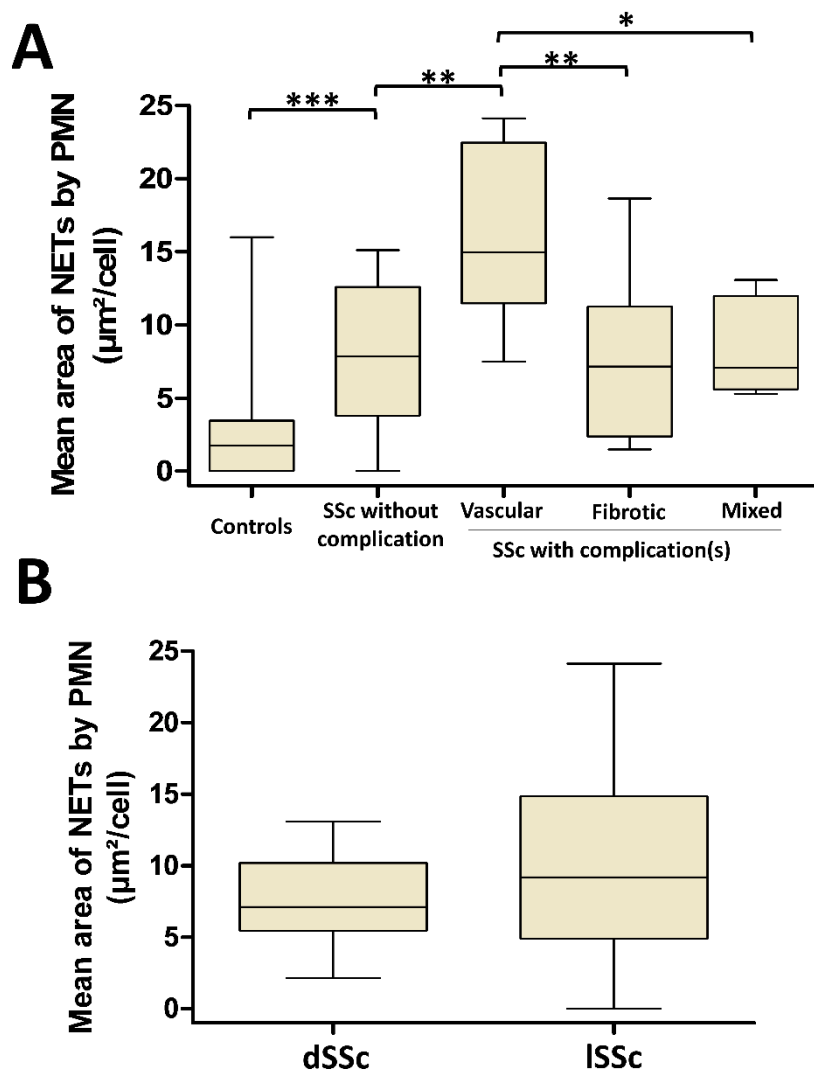 A
*
***
**
**
Mean area of NETs by PMN
(µm²/cell)
25
20
15
10
5
0
Controls
SSc without
complication
Vascular
Fibrotic
Mixed
SSc with complication(s)
B
Mean area of NETs by PMN
(µm²/cell)
25
20
15
10
5
0
dSSc
lSSc